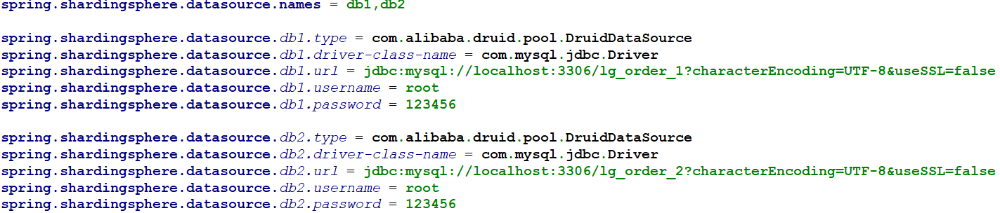 spring.shardingsphere.datasource.names = db1,db2
spring.shardingsphere.datasource.db1.type = com.alibaba.druid.pool.DruidDataSource
spring.shardingsphere.datasource.db1.driver-class-name = com.mysql.jdbc.Driver
spring.shardingsphere.datasource.db1.url = jdbc:mysql://localhost:3306/lg_order_1?characterEncoding=UTF-8&useSSL=false
spring.shardingsphere.datasource.db1.username = root
spring.shardingsphere.datasource.db1.password = 123456
spring.shardingsphere.datasource.db2.type = com.alibaba.druid.pool.DruidDataSource
spring.shardingsphere.datasource.db2.driver-class-name = com.mysql.jdbc.Driver
spring.shardingsphere.datasource.db2.url = jdbc:mysql://localhost:3306/lg_order_2?characterEncoding=UTF-8&useSSL=false
spring.shardingsphere.datasource.db2.username = root
spring.shardingsphere.datasource.db2.password = 123456